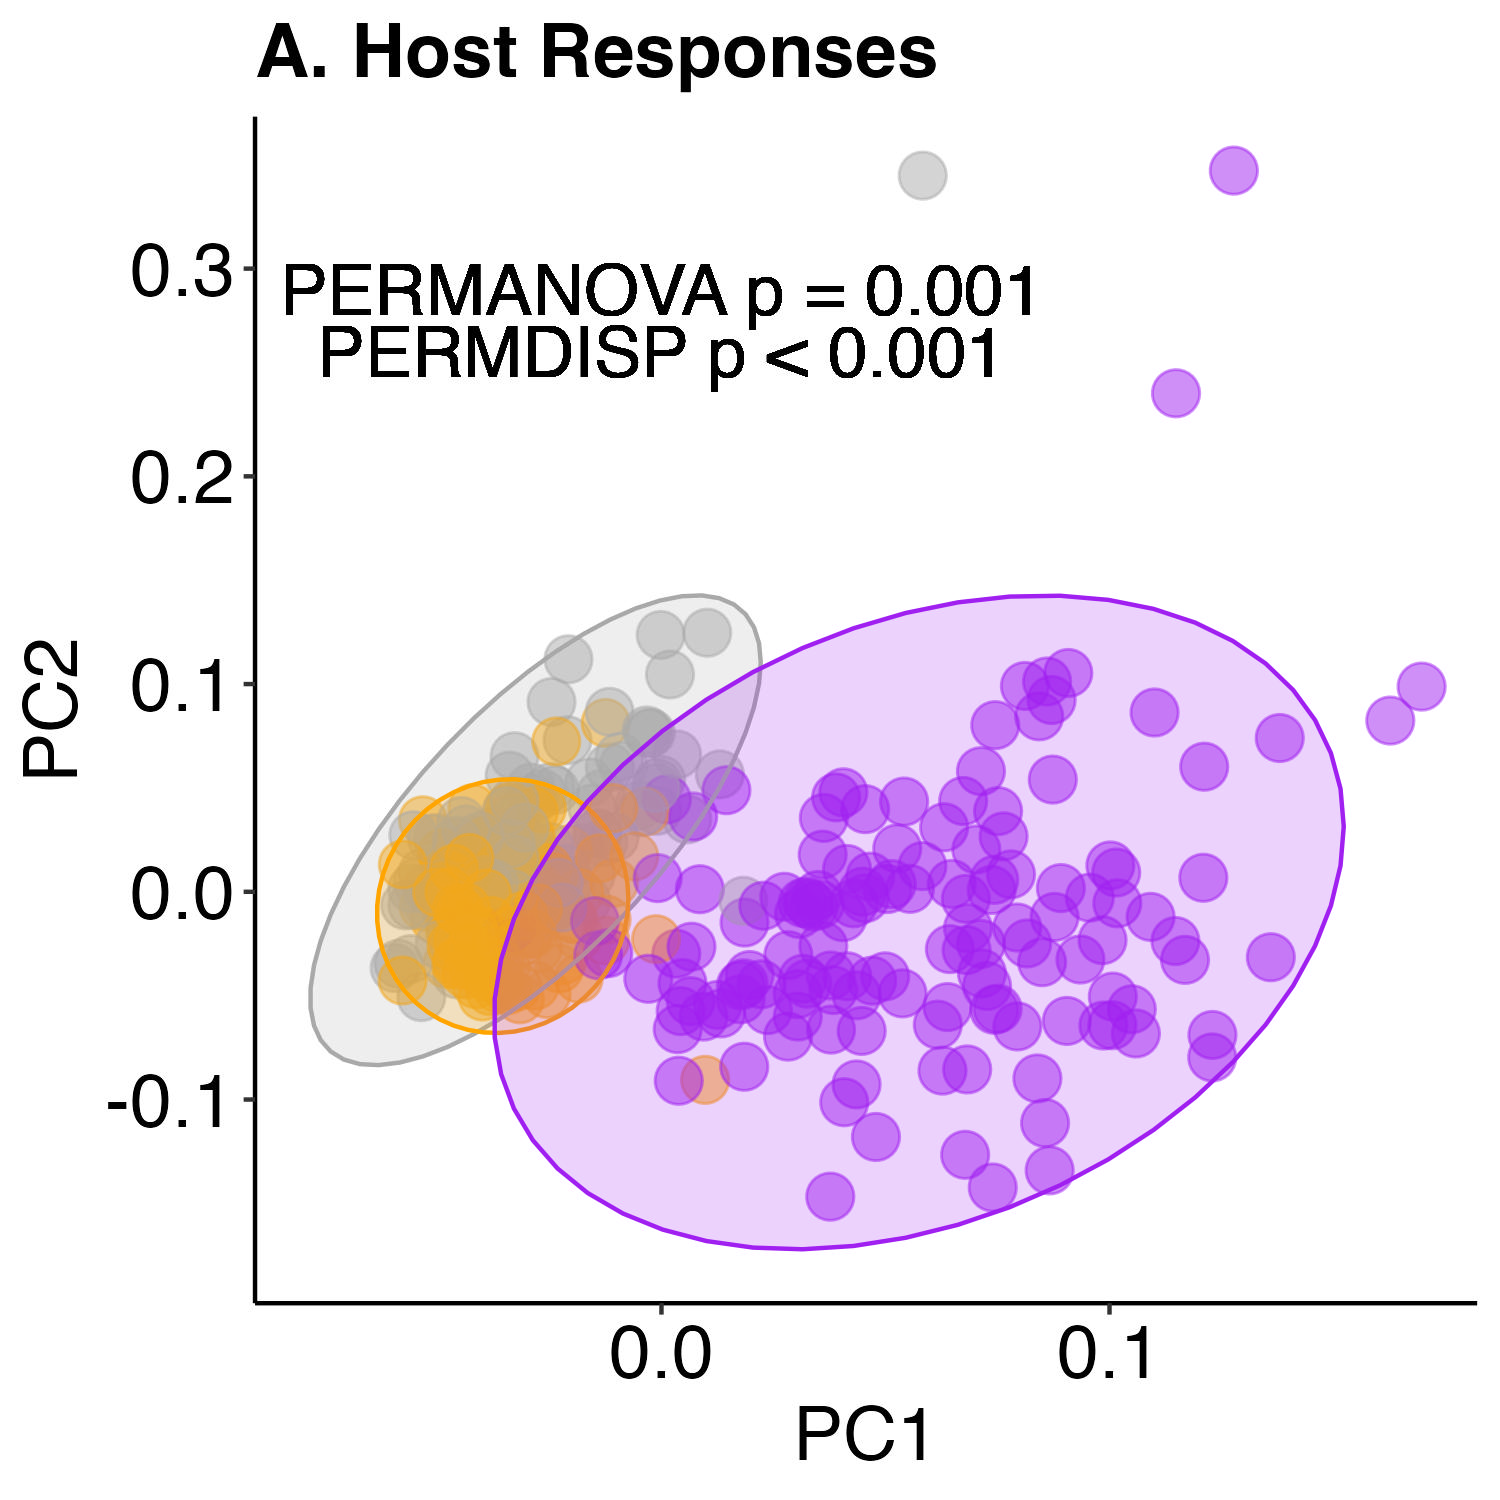 A. Host Responses
PERMANOVA p = 0.001
PERMDISP p < 0.001
0.3
0.2
0.1
0.0
-0.1
PC2
0.0 0.1
PC1